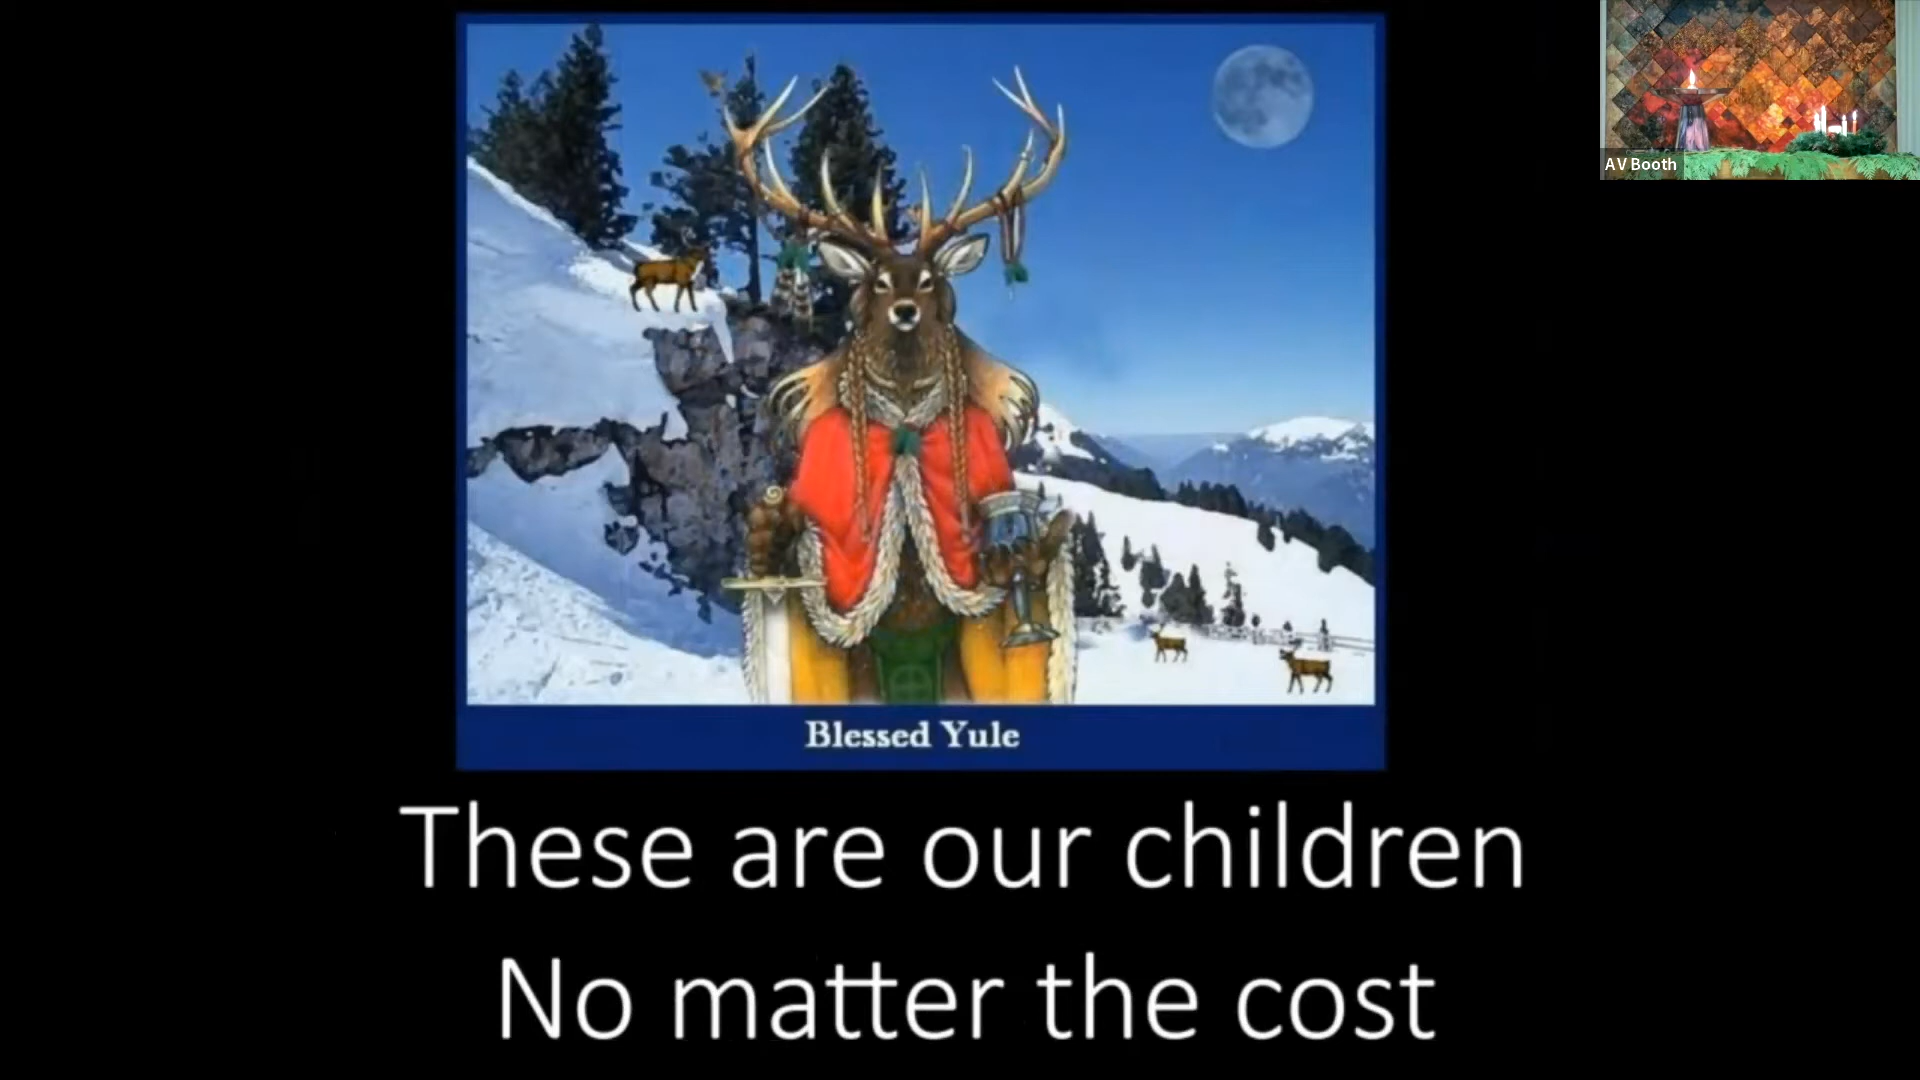 AV Booth
Blessed Yule
These are our children
No matter the cost